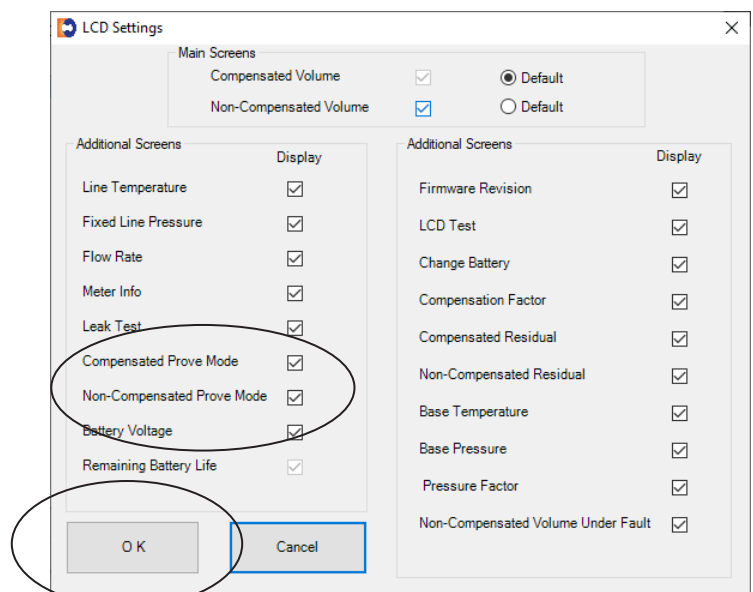 LCD Settings
Main Screens
Compensated Volume Default
Non-Compensated Volume Default
Additional Screens
Display
Line Temperature
Fixed Line Pressure
Flow Rate
Meter Info
Leak Test
Compensated Prove Mode
Non-Compensated Prove Mode
Battery Voltage
Remaining Battery Life
O K
Cancel
Additional Screens
Display
Firmware Revision
LCD Test
Change Battery
Compensation Factor
Compensated Residual
Non-Compensated Residual
Base Temperature
Base Pressure
Pressure Factor
Non-Compensated Volume Under Fault